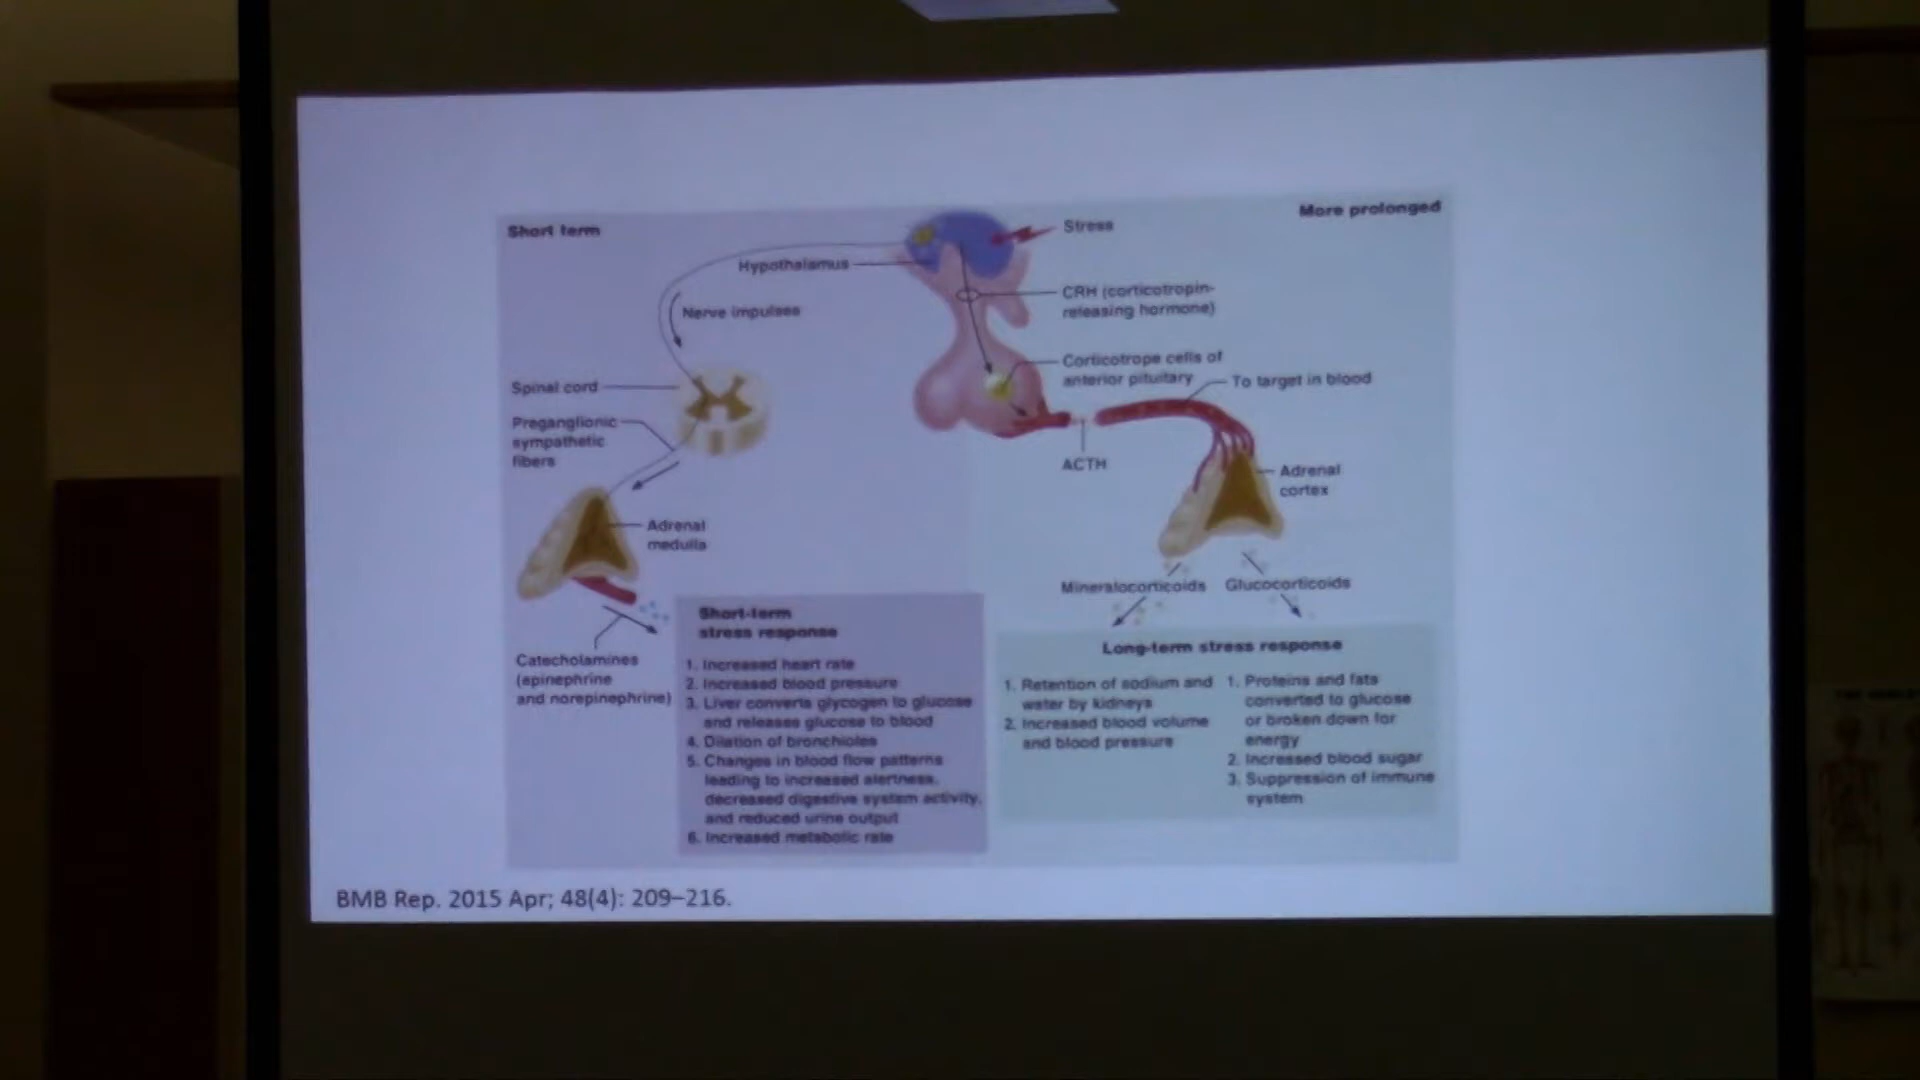 Short term
More prolonged
Stress
Hypothalamus
CRH (corticotropin-
releasing hormone)
Nerve impulses
Corticotrope cells of
anterior pituitary
To target in blood
Spinal cord
Preganglionic
sympathetic
fibers
ACTH
Adrenal
cortex
Adrenal
medulla
Mineralocorticoids
Glucocorticoids
Catecholamines
(epinephrine
and norepinephrine)
Short-term
stress response
1. Increased heart rate
2. Increased blood pressure
3. Liver converts glycogen to glucose
and releases glucose to blood
4. Dilation of bronchioles
5. Changes in blood flow patterns
leading to increased alertness,
decreased digestive system activity,
and reduced urine output
6. Increased metabolic rate
Long-term stress response
1. Retention of sodium and
water by kidneys
2. Increased blood volume
and blood pressure
1. Proteins and fats
converted to glucose
or broken down for
energy
2. Increased blood sugar
3. Suppression of immune
system
BMB Rep. 2015 Apr; 48(4): 209–216.